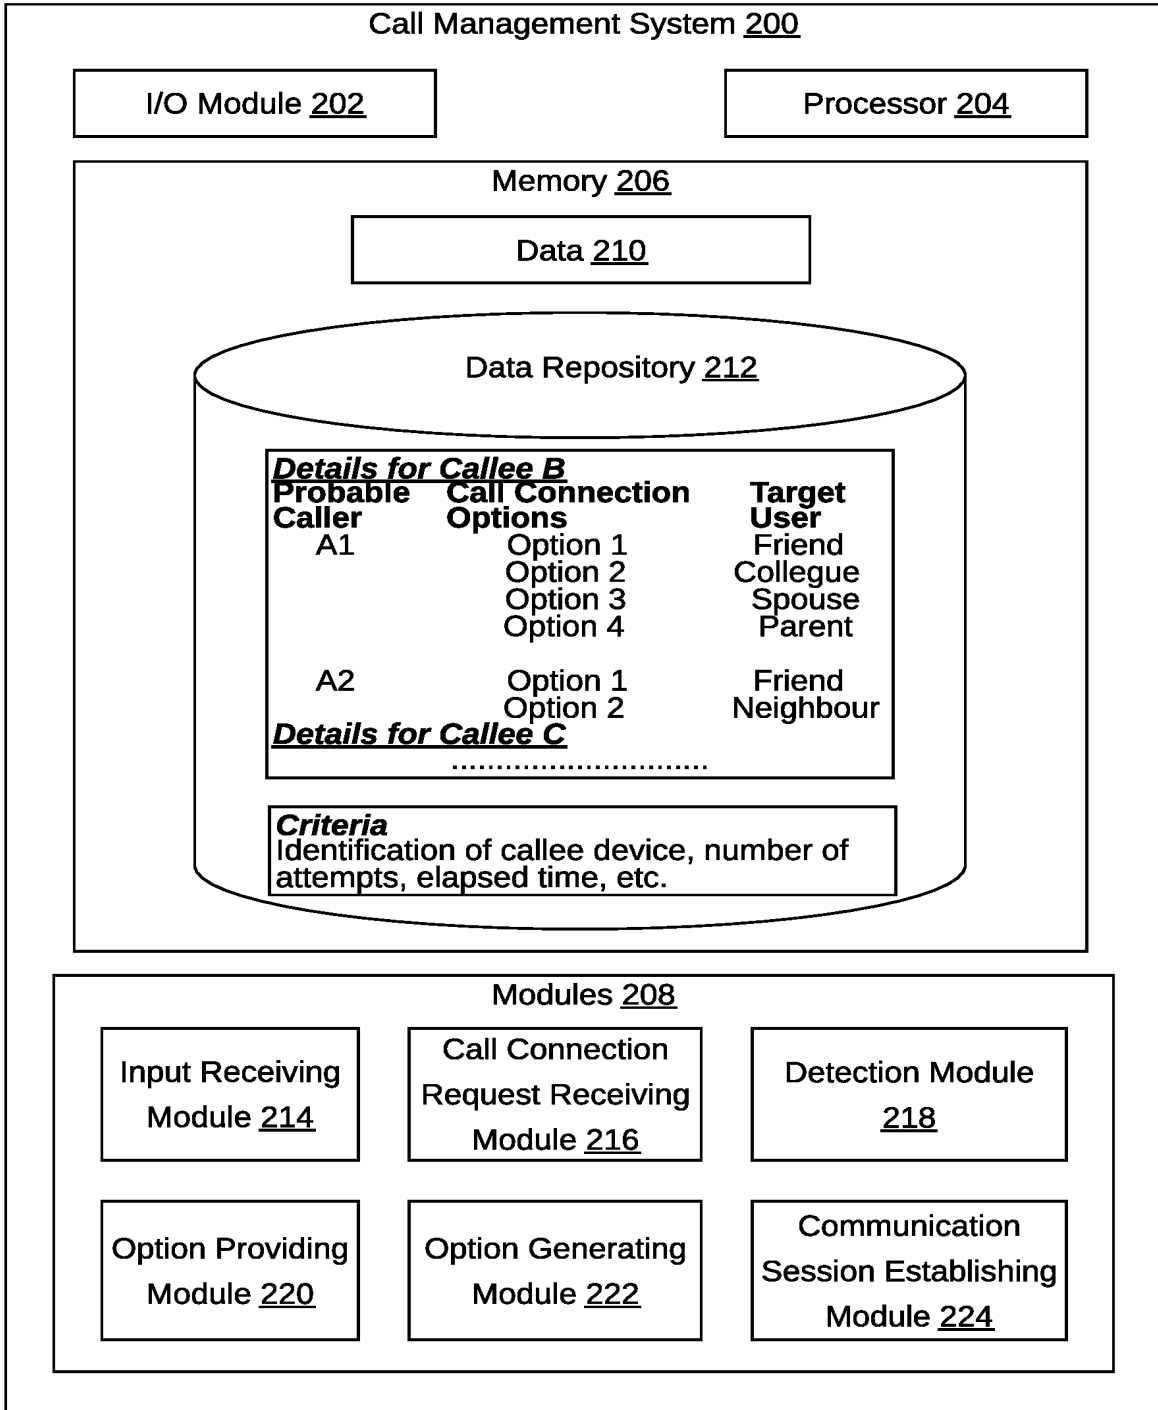 Call Management System 200
I/O Module 202
Processor 204
Memory 206
Data 210
Data Repository 212
Details for Callee B
Probable Call Connection Target
Caller Options User
A1 Option 1 Friend
Option 2 Collegue
Option 3 Spouse
Option 4 Parent
A2 Option 1 Friend
Option 2 Neighbour
Details for Callee C
..............................
Criteria
Identification of callee device, number of
attempts, elapsed time, etc.
Modules 208
Input Receiving
Module 214
Call Connection
Request Receiving
Module 216
Detection Module
218
Option Providing
Module 220
Option Generating
Module 222
Communication
Session Establishing
Module 224